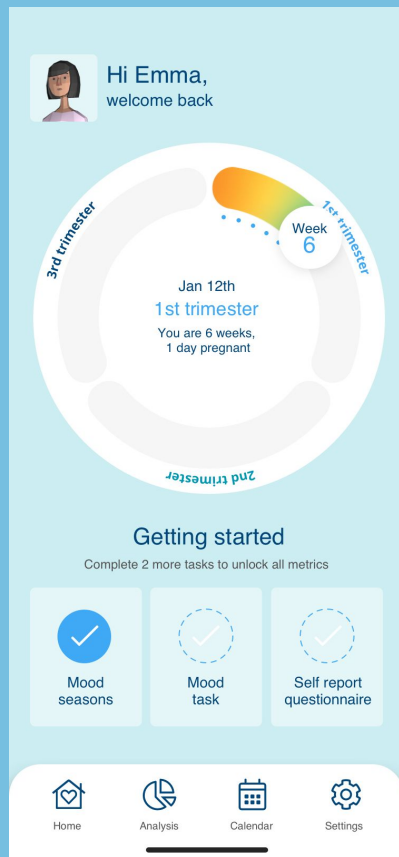 Hi Emma,
welcome back
3rd trimester
1st trimester
Week
6
Jan 12th
1st trimester
You are 6 weeks,
1 day pregnant
2nd trimester
Getting started
Complete 2 more tasks to unlock all metrics
Mood
seasons
Mood
task
Self report
questionnaire
Home
Analysis
Calendar
Settings